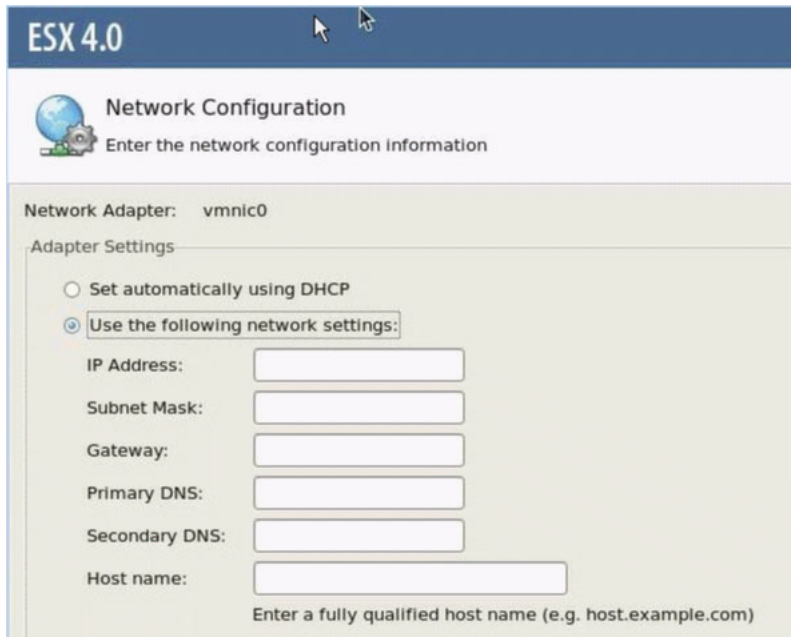 ESX 4.0
Network Configuration
Enter the network configuration information
Network Adapter: vmnic0
Adapter Settings
Set automatically using DHCP
Use the following network settings:
IP Address:
Subnet Mask:
Gateway:
Primary DNS:
Secondary DNS:
Host name:
Enter a fully qualified host name (e.g. host.example.com)